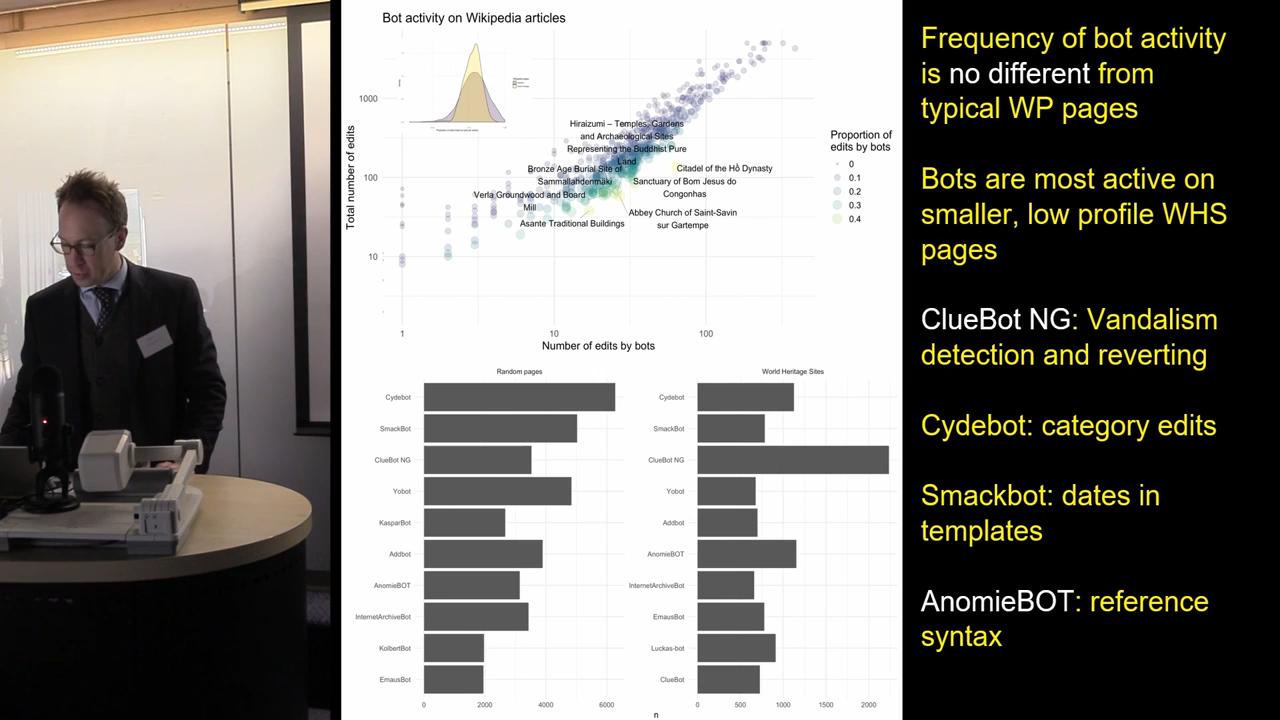 Bot activity on Wikipedia articles
Total number of edits
1000
100
10
Hiraizumi – Temples, Gardens
and Archaeological Sites
Representing the Buddhist Pure
Land
Bronze Age Burial Site of
Sammallahdenmäki
Citadel of the Hồ Dynasty
Sanctuary of Bom Jesus do
Congonhas
Verla Groundwood and Board
Mill
Abbey Church of Saint-Savin
sur Gartempe
Asante Traditional Buildings
1
10
100
Number of edits by bots
Proportion of
edits by bots
0
0.1
0.2
0.3
0.4
Random pages
Cydebot
SmackBot
ClueBot NG
Yobot
KasparBot
Addbot
AnomieBOT
InternetArchiveBot
KolbertBot
EmausBot
0
2000
4000
6000
World Heritage Sites
Cydebot
SmackBot
ClueBot NG
Yobot
Addbot
AnomieBOT
InternetArchiveBot
EmausBot
Luckas-bot
ClueBot
0
500
1000
1500
2000
n
Frequency of bot activity
is no different from
typical WP pages
Bots are most active on
smaller, low profile WHS
pages
ClueBot NG: Vandalism
detection and reverting
Cydebot: category edits
Smackbot: dates in
templates
AnomieBOT: reference
syntax